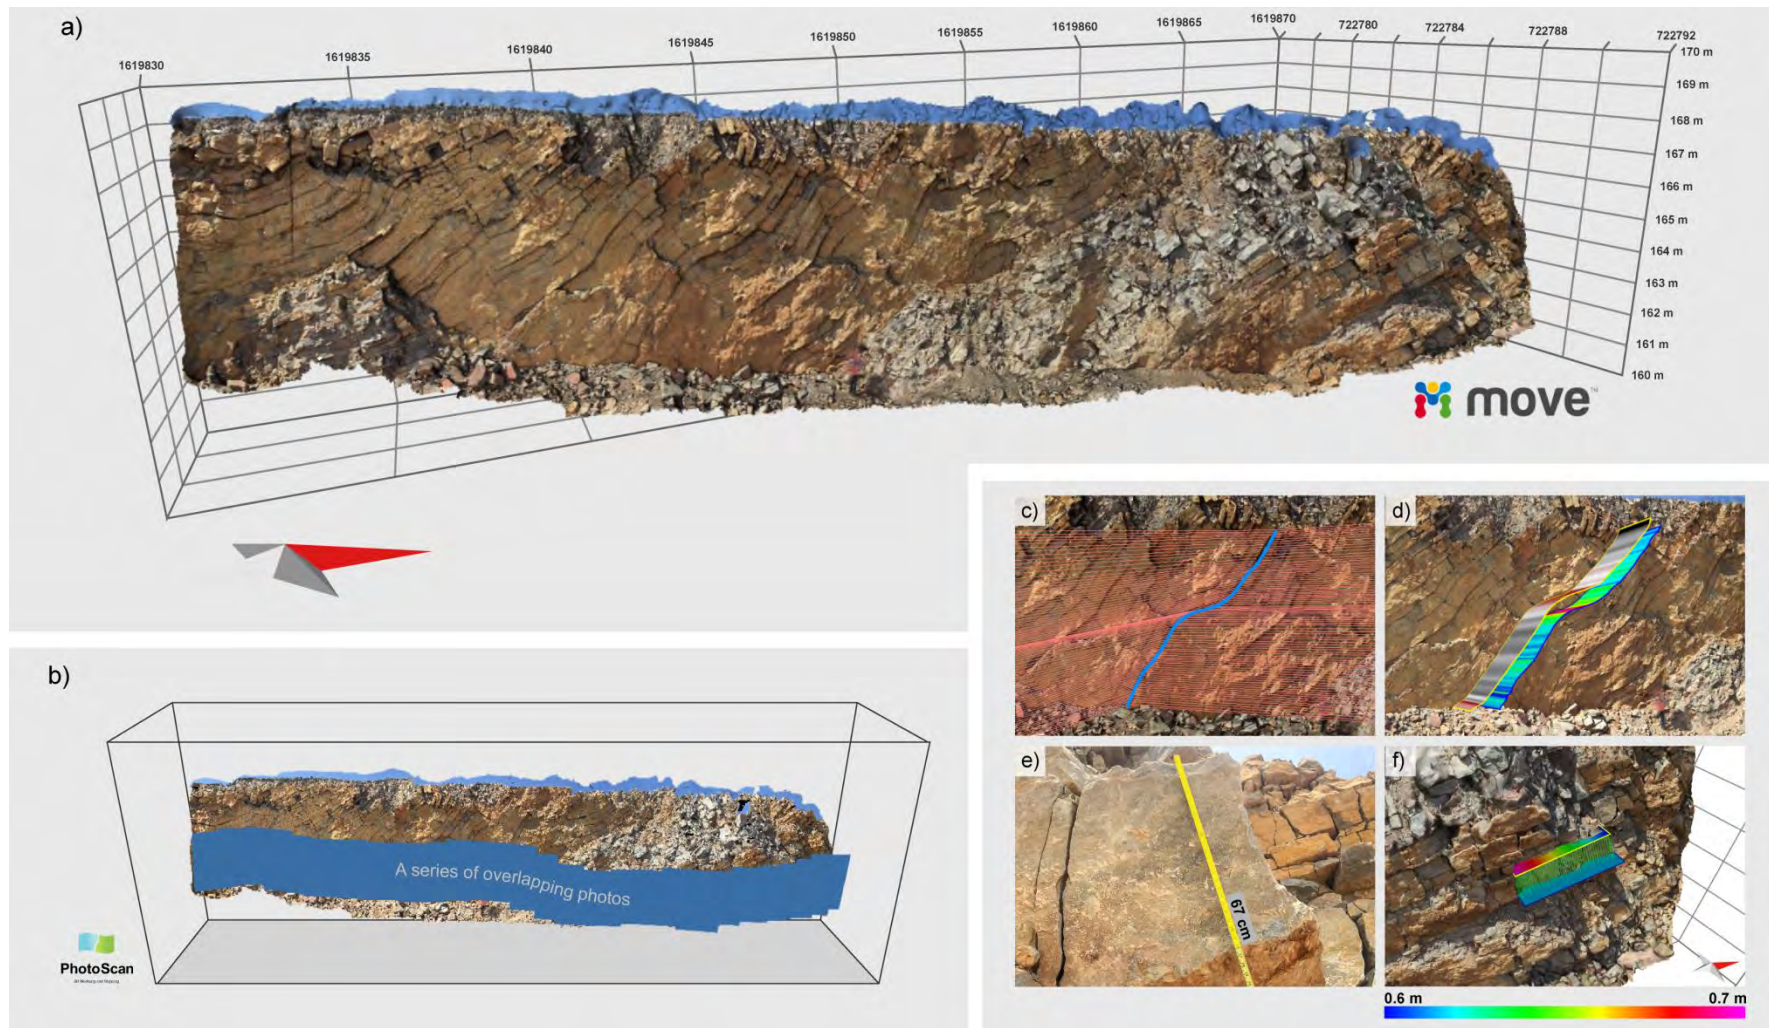 a)
1619830
1619835
1619840
1619845
1619850
1619855
1619860
1619865
1619870
722780
722784
722788
722792
170 m
169 m
168 m
167 m
166 m
165 m
164 m
163 m
162 m
161 m
160 m
move™
b)
A series of overlapping photos
PhotoScan
c)
d)
e)
67 cm
f)
0.6 m
0.7 m